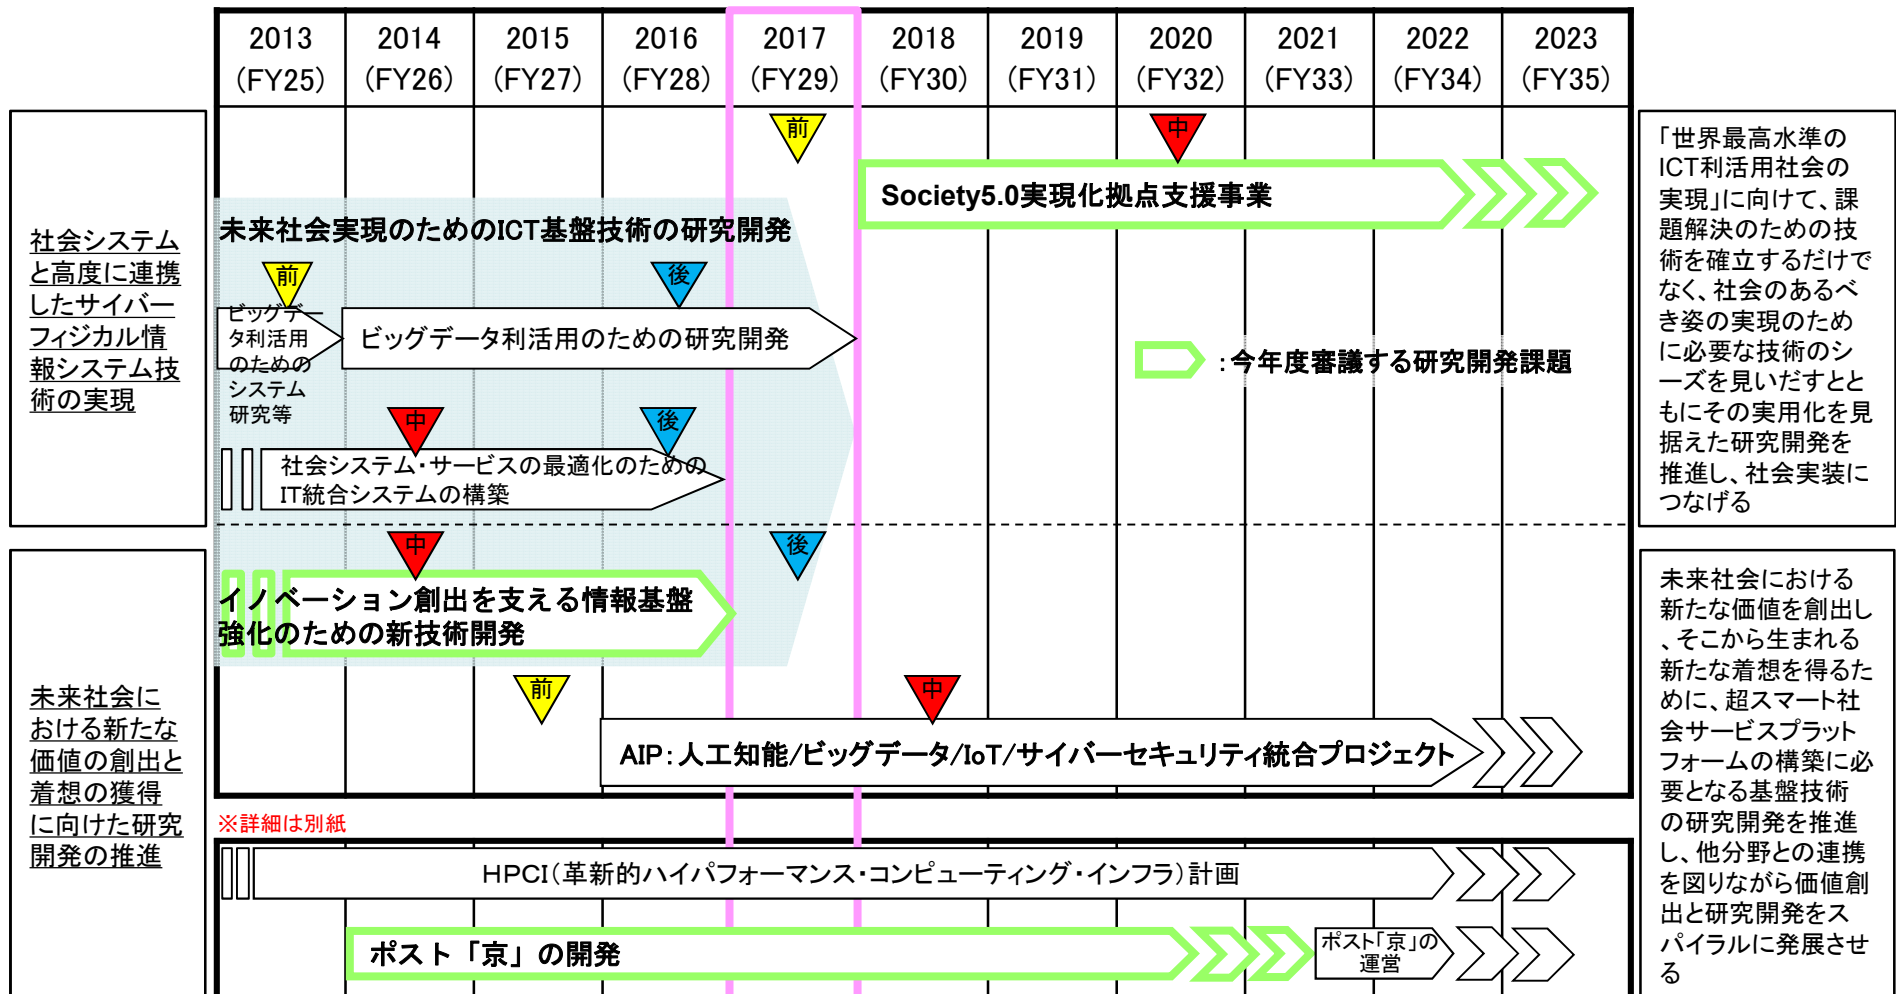 2013
2014
2015
2016
2017
2018
2019
2020
2021
2022
2023
（FY25）
（FY26）
（FY27）
（FY28）
（FY29）
（FY30）
（FY31）
（FY32）
（FY33）
（FY34）
（FY35）
社会システム
と高度に連携
したサイバー
フィジカル情
報システム技
術の実現
前
中
Society5.0実現化拠点支援事業
未来社会実現のためのICT基盤技術の研究開発
前
後
ビッグデー
タ利活用
のための
システム
研究等
ビッグデータ利活用のための研究開発
：今年度審議する研究開発課題
中
後
社会システム・サービスの最適化のための
IT統合システムの構築
「世界最高水準の
ICT利活用社会の
実現」に向けて、課
題解決のための技
術を確立するだけで
なく、社会のあるべ
き姿の実現のため
に必要な技術のシ
ーズを見いだすとと
もにその実用化を見
据えた研究開発を
推進し、社会実装に
つなげる
未来社会に
おける新たな
価値の創出と
着想の獲得
に向けた研究
開発の推進
中
後
イノベーション創出を支える情報基盤
強化のための新技術開発
前
中
AIP：人工知能/ビッグデータ/IoT/サイバーセキュリティ統合プロジェクト
※詳細は別紙
HPCI（革新的ハイパフォーマンス・コンピューティング・インフラ）計画
ポスト「京」の開発
ポスト「京」の
運営
未来社会における
新たな価値を創出し
、そこから生まれる
新たな着想を得るた
めに、超スマート社
会サービスプラット
フォームの構築に必
要となる基盤技術
の研究開発を推進
し、他分野との連携
を図りながら価値創
出と研究開発をス
パイラルに発展させ
る